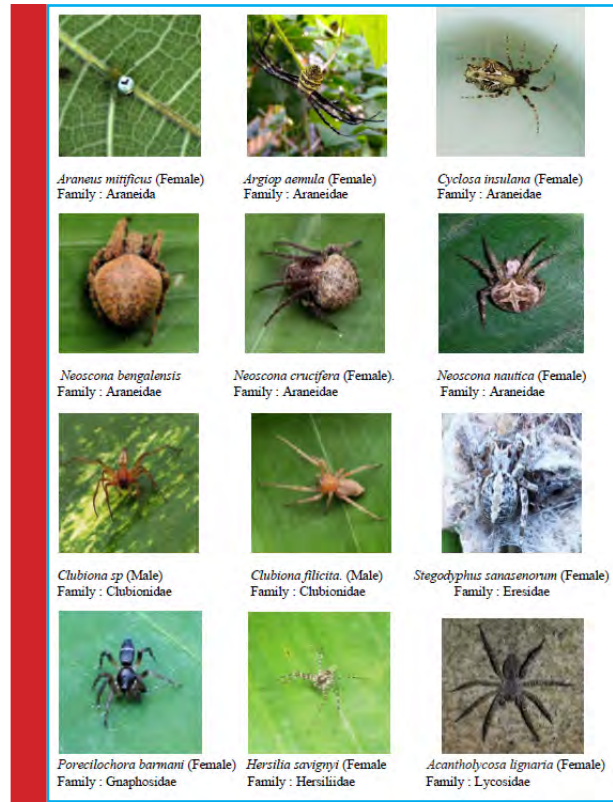 Araneus mitificus (Female)
Family : Araneida
Argiop aemula (Female)
Family : Araneidae
Cyclosa insulana (Female)
Family : Araneidae
Neoscona bengalensis
Family : Araneidae
Neoscona crucifera (Female).
Family : Araneidae
Neoscona nautica (Female)
Family : Araneidae
Clubiona sp (Male)
Family : Clubionidae
Clubiona filicita. (Male)
Family : Clubionidae
Stegodyphus sanasenorum (Female)
Family : Eresidae
Porecilochora barmani (Female)
Family : Gnaphosidae
Hersilia savignyi (Female
Family : Hersiliidae
Acantholycosa lignaria (Female)
Family : Lycosidae